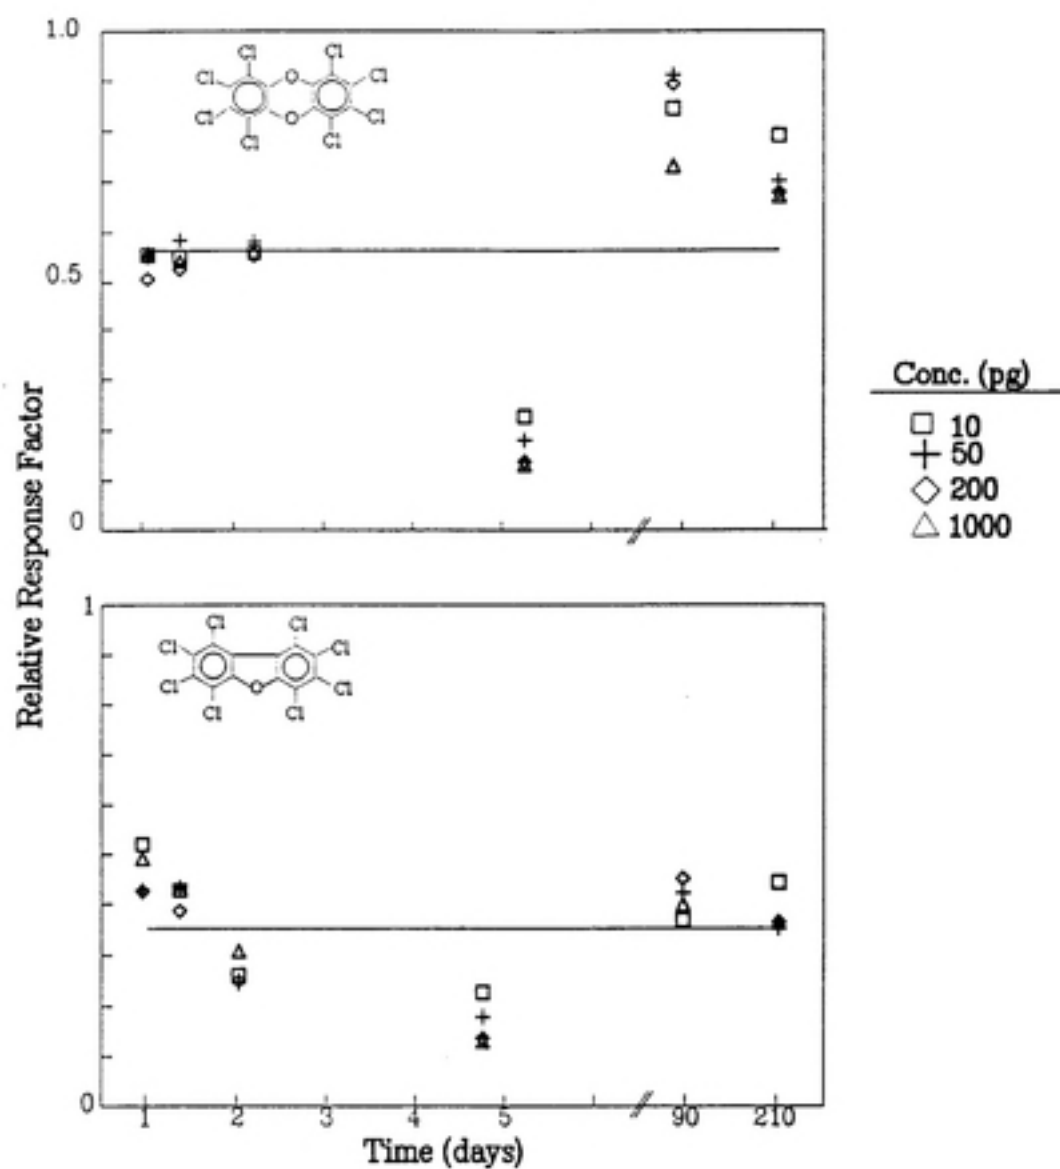 1.0
Cl Cl
Cl O Cl
Cl O Cl
Cl Cl
0.5
0
Relative Response Factor
Conc. (pg)
10
50
200
1000
1
Cl Cl
Cl Cl
Cl O Cl
Cl Cl
0
1 2 3 4 5 90 210
Time (days)